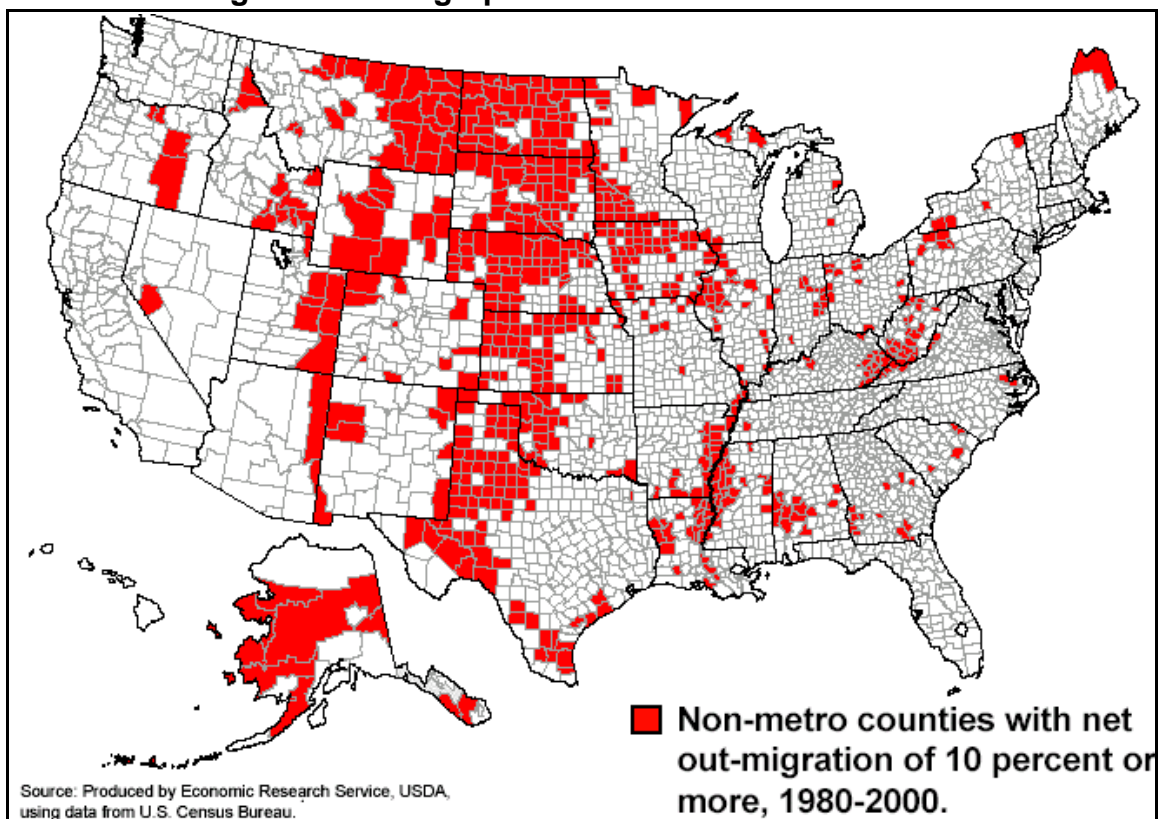 Non-metro counties with net
out-migration of 10 percent or
more, 1980-2000.
Source: Produced by Economic Research Service, USDA,
using data from U.S. Census Bureau.